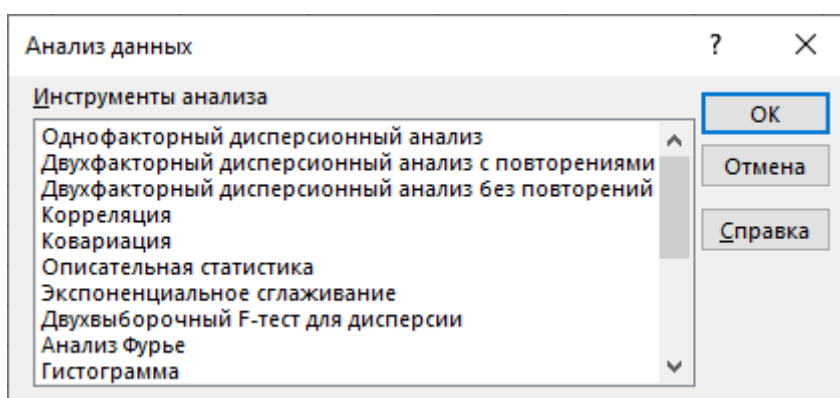 Анализ данных ?
Инструменты анализа
Однофакторный дисперсионный анализ
Двухфакторный дисперсионный анализ с повторениями
Двухфакторный дисперсионный анализ без повторений
Корреляция
Ковариация
Описательная статистика
Экспоненциальное сглаживание
Двухвыборочный F-тест для дисперсии
Анализ Фурье
Гистограмма
ОК
Отмена
Справка